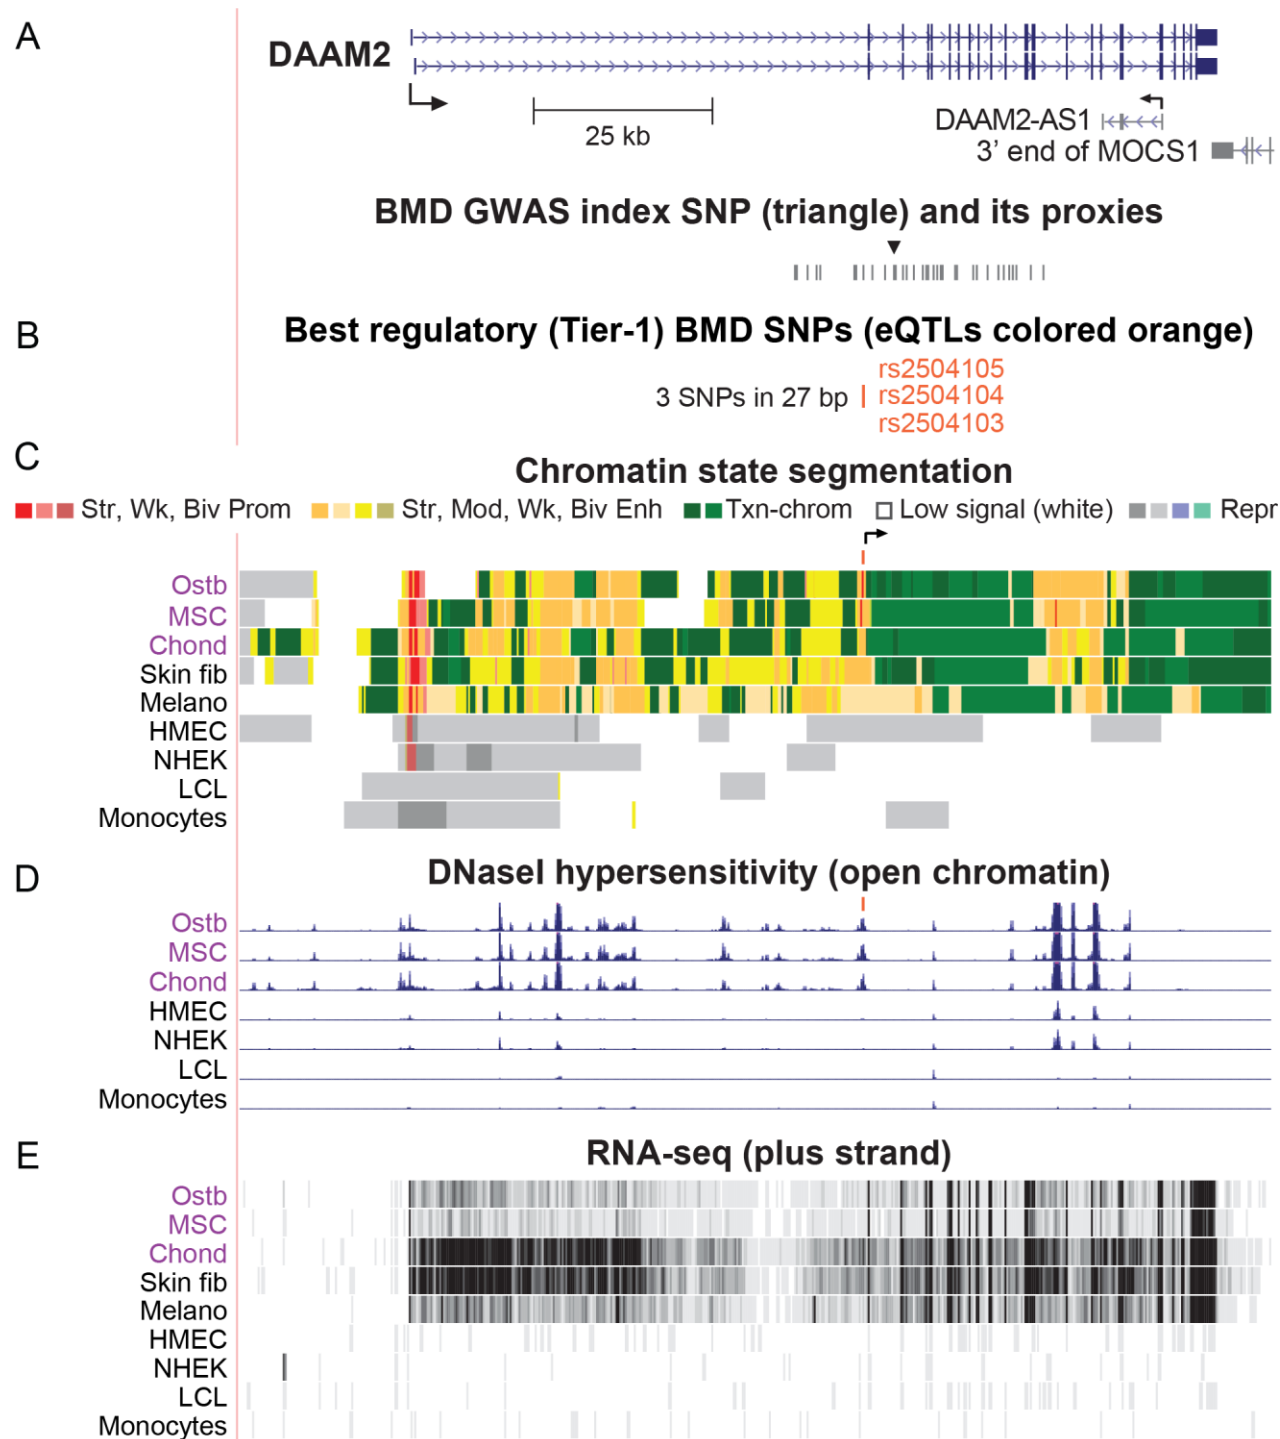 A
DAAM2
25 kb
DAAM2-AS1
3’ end of MOCS1
BMD GWAS index SNP (triangle) and its proxies
B
Best regulatory (Tier-1) BMD SNPs (eQTLs colored orange)
3 SNPs in 27 bp
rs2504105
rs2504104
rs2504103
C
Chromatin state segmentation
Str, Wk, Biv Prom
Str, Mod, Wk, Biv Enh
Txn-chrom
Low signal (white)
Repr
Ostb
MSC
Chond
Skin fib
Melano
HMEC
NHEK
LCL
Monocytes
D
DNaseI hypersensitivity (open chromatin)
Ostb
MSC
Chond
HMEC
NHEK
LCL
Monocytes
E
RNA-seq (plus strand)
Ostb
MSC
Chond
Skin fib
Melano
HMEC
NHEK
LCL
Monocytes